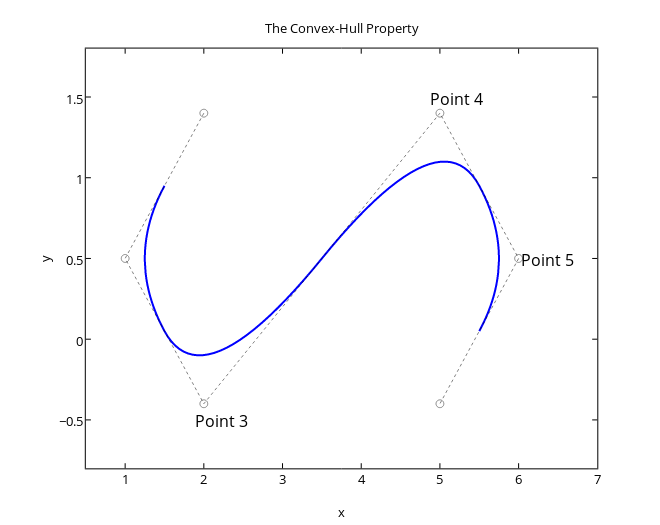 The Convex-Hull Property
1.5
1
0.5
0
−0.5
y
Point 4
Point 5
Point 3
1 2 3 4 5 6 7
x